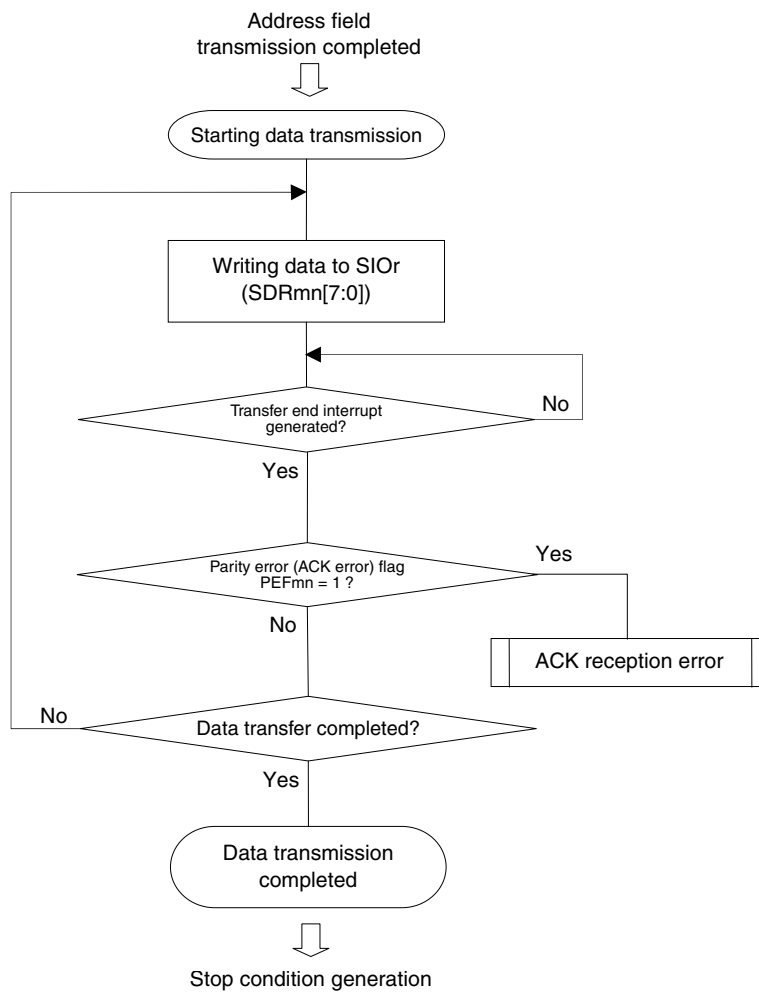 Address field
transmission completed
Starting data transmission
Writing data to SIOr
(SDRmn[7:0])
Transfer end interrupt
generated?
No
Yes
Parity error (ACK error) flag
PEFmn = 1 ?
Yes
No
ACK reception error
No
Data transfer completed?
Yes
Data transmission
completed
Stop condition generation